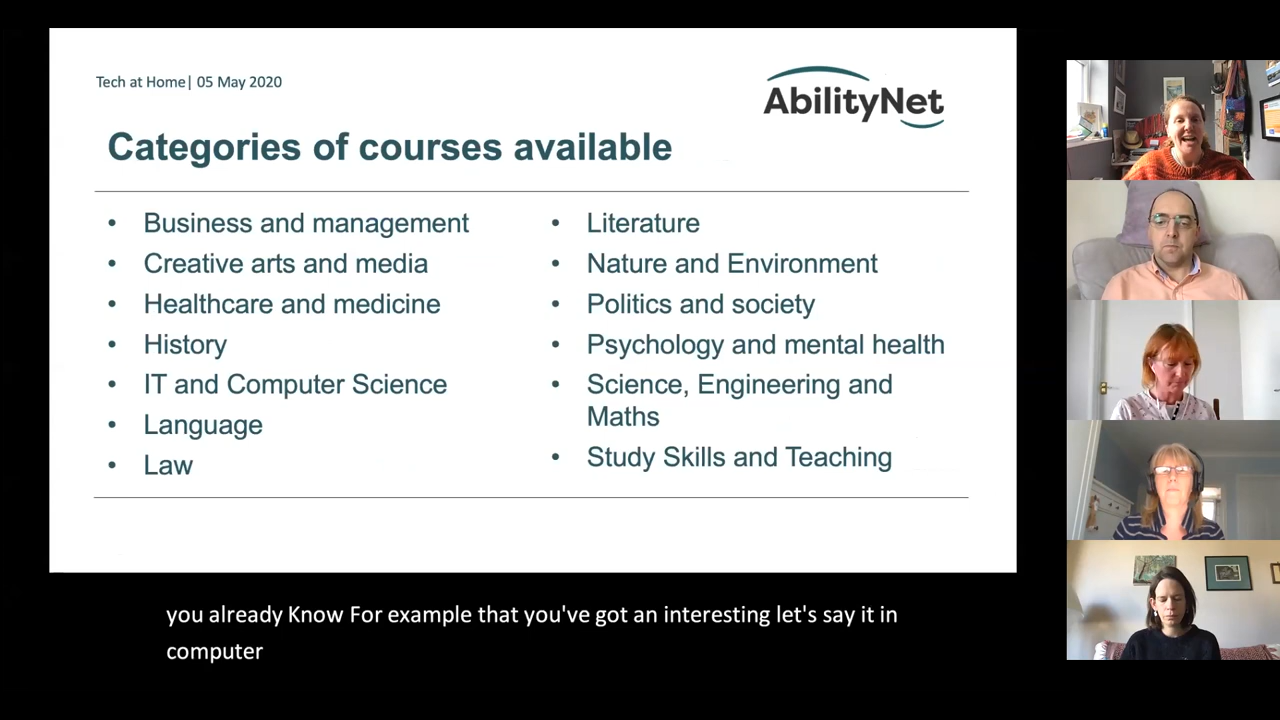 Tech at Home| 05 May 2020
AbilityNet
Categories of courses available
• Business and management
• Creative arts and media
• Healthcare and medicine
• History
• IT and Computer Science
• Language
• Law
• Literature
• Nature and Environment
• Politics and society
• Psychology and mental health
• Science, Engineering and
Maths
• Study Skills and Teaching
you already Know For example that you've got an interesting let's say it in
computer